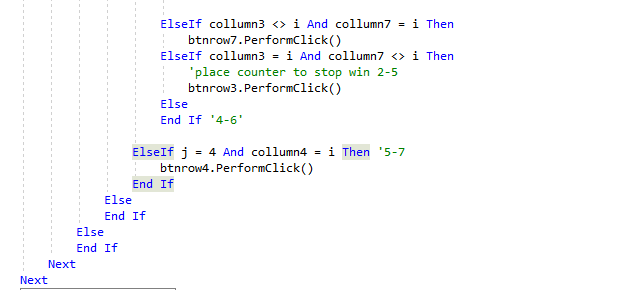 ElseIf collumn3 <> i And collumn7 = i Then
btnrow7.PerformClick()
ElseIf collumn3 = i And collumn7 <> i Then
'place counter to stop win 2-5
btnrow3.PerformClick()
Else
End If '4-6'
ElseIf j = 4 And collumn4 = i Then '5-7
btnrow4.PerformClick()
End If
Else
End If
Else
End If
Next
Next